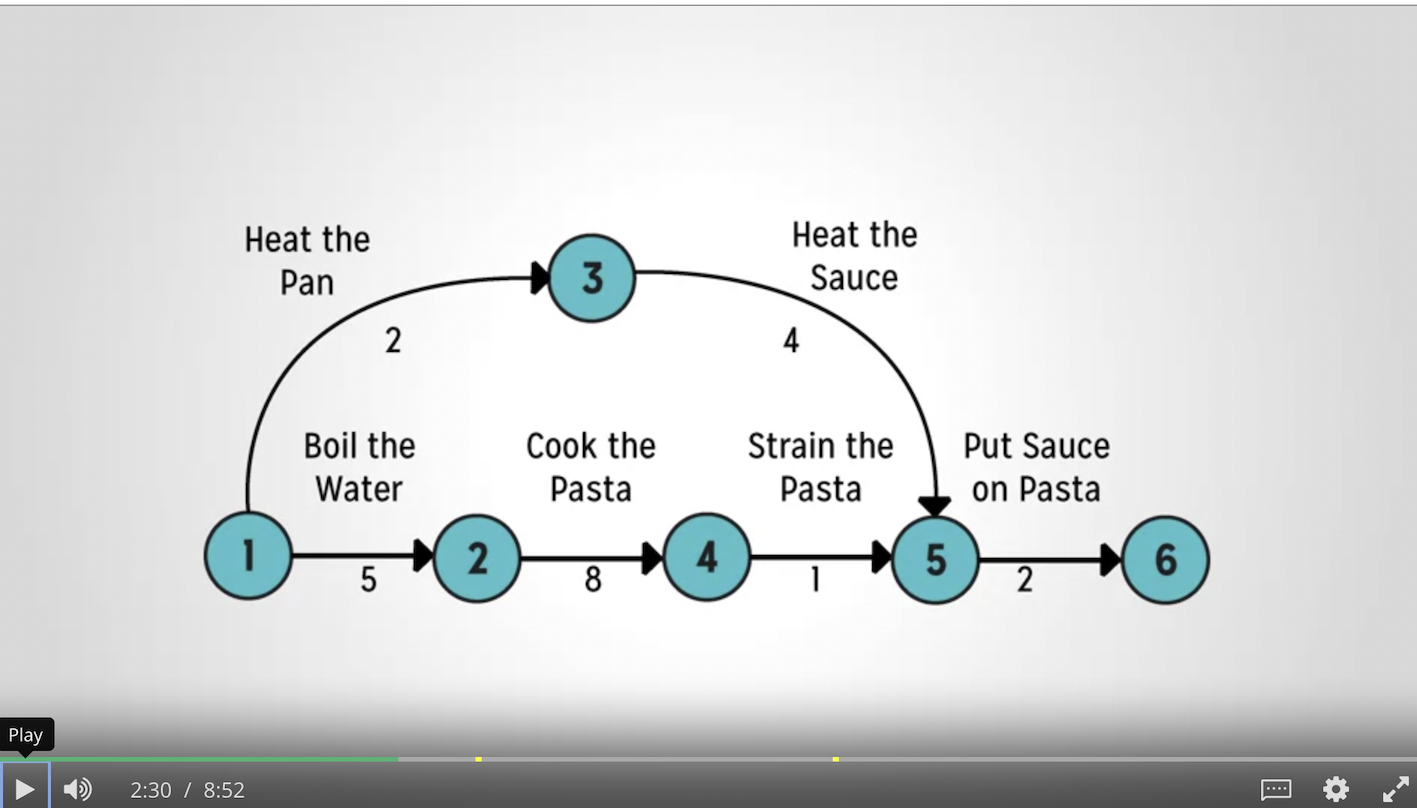 Heat the
Pan
2
3
Heat the
Sauce
4
Boil the
Water
Cook the
Pasta
Strain the
Pasta
Put Sauce
on Pasta
1
5
2
8
4
1
5
2
6
Play
2:30 / 8:52